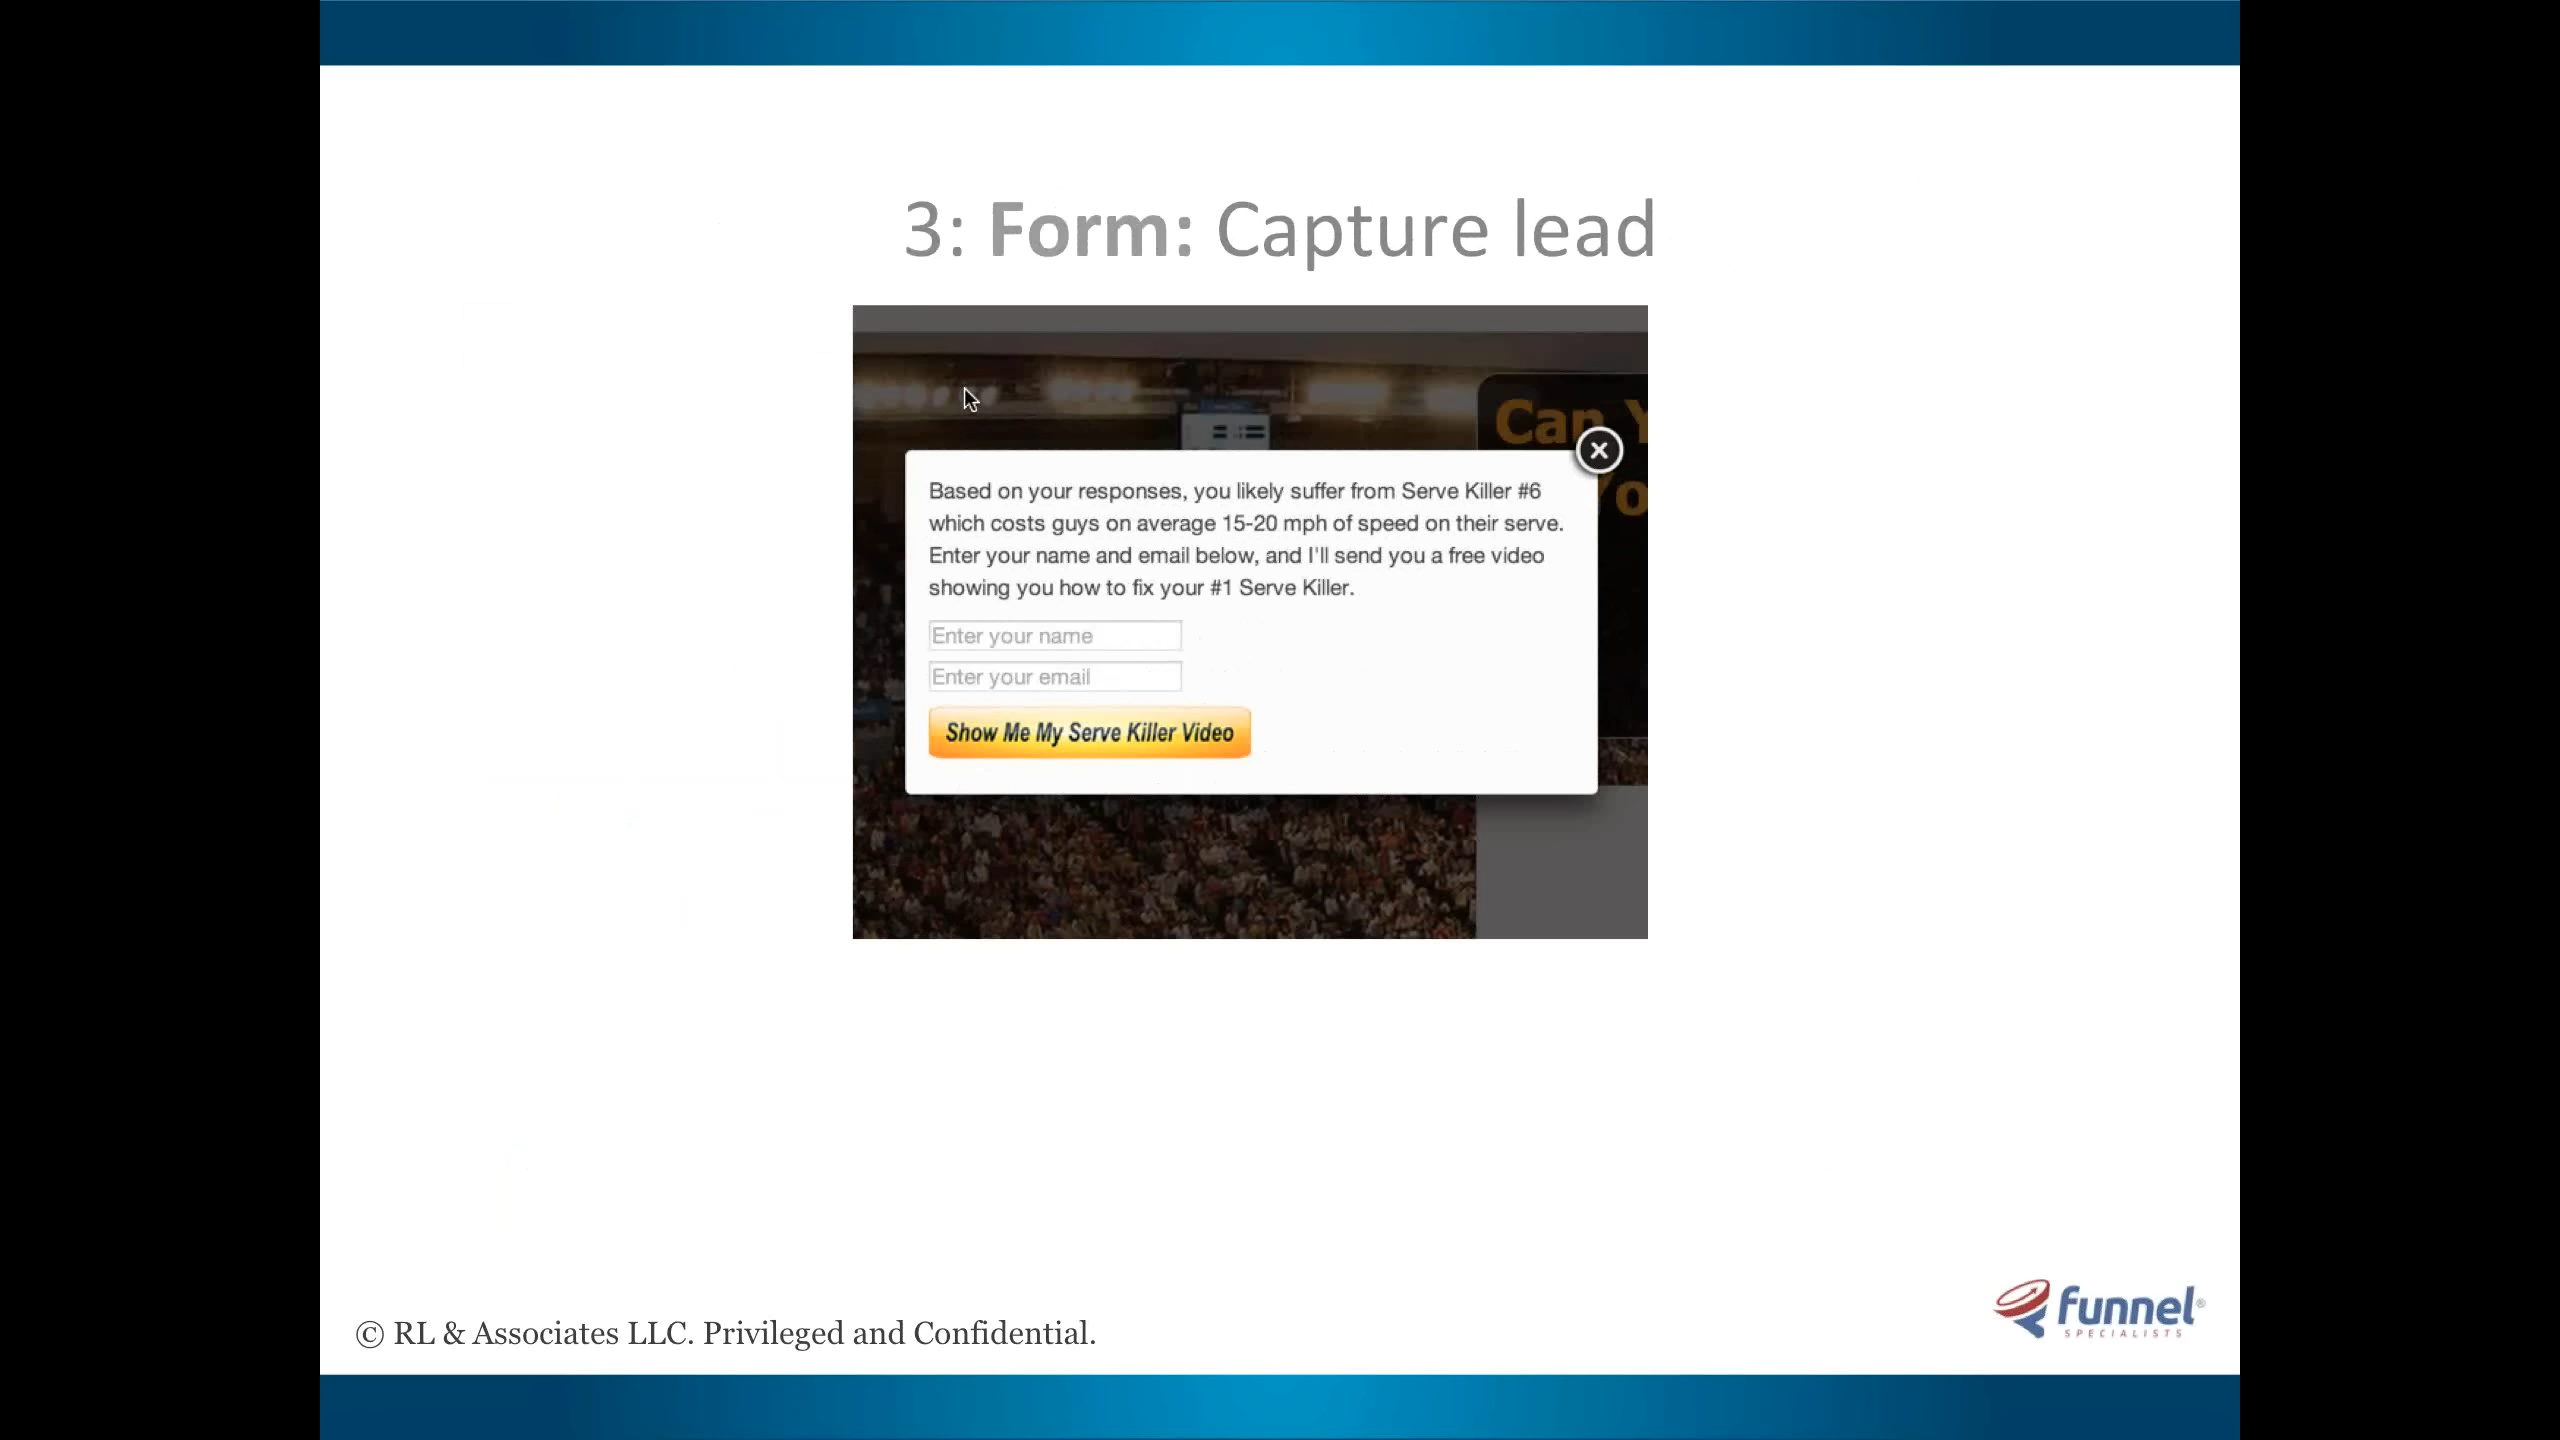 3: Form: Capture lead
Can Y
Yo
Based on your responses, you likely suffer from Serve Killer #6
which costs guys on average 15-20 mph of speed on their serve.
Enter your name and email below, and I'll send you a free video
showing you how to fix your #1 Serve Killer.
Enter your name
Enter your email
Show Me My Serve Killer Video
© RL & Associates LLC. Privileged and Confidential.
funnel®
SPECIALISTS